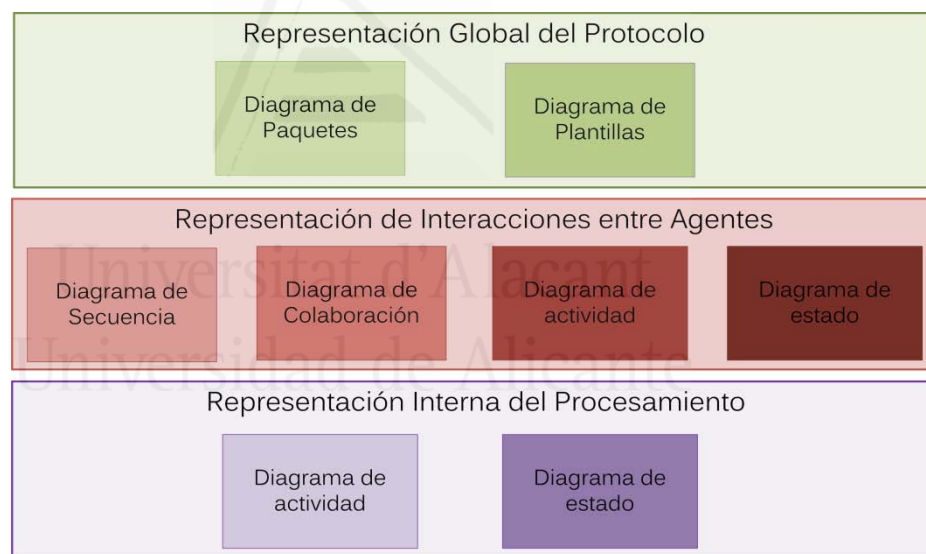 Representación Global del Protocolo
Diagrama de
Paquetes
Diagrama de
Plantillas
Representación de Interacciones entre Agentes
Diagrama de
Secuencia
Diagrama de
Colaboración
Diagrama de
actividad
Diagrama de
estado
Universitat d'Alacant
Universidad de Alicante
Representación Interna del Procesamiento
Diagrama de
actividad
Diagrama de
estado